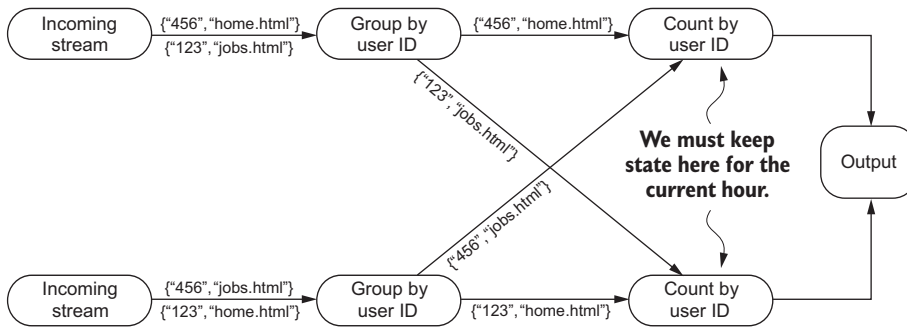 Incoming
stream
{“456”,“home.html”}
{“123”,“jobs.html”}
Group by
user ID
{“456”,“home.html”}
Count by
user ID
{“123”,“jobs.html”}
We must keep
state here for the
current hour.
Output
{“456”,“jobs.html”}
Incoming
stream
{“456”,“jobs.html”}
{“123”,“home.html”}
Group by
user ID
{“123”,“home.html”}
Count by
user ID